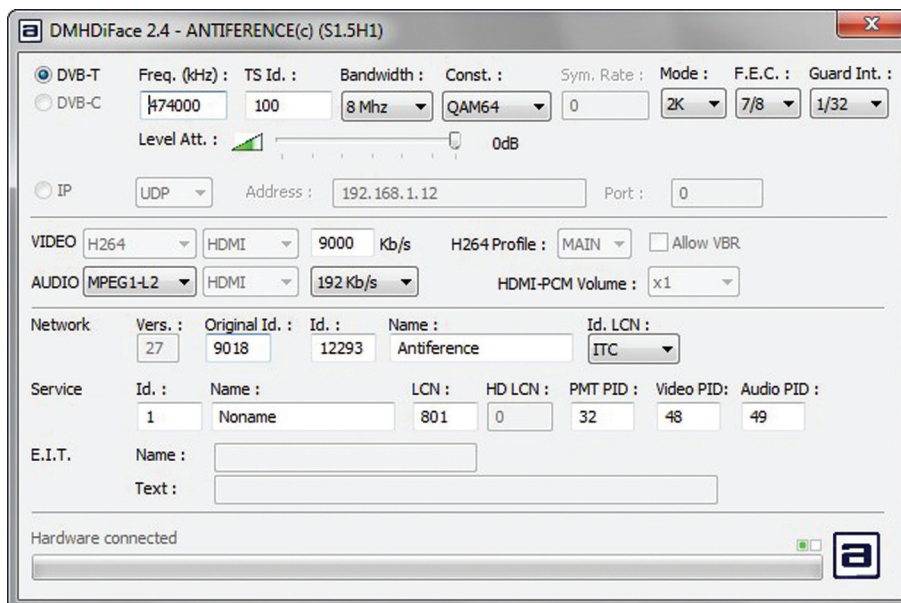 a DMHDiFace 2.4 - ANTIFERENCE(c) (S1.5H1) x
DVB-T Freq. (kHz) : TS Id. : Bandwidth : Const. : Sym. Rate : Mode : F.E.C. : Guard Int. :
DVB-C 474000 100 8 Mhz QAM64 0 2K 7/8 1/32
Level Att. : 0dB
IP UDP Address : 192.168.1.12 Port : 0
VIDEO H264 HDMI 9000 Kb/s H264 Profile : MAIN Allow VBR
AUDIO MPEG1-L2 HDMI 192 Kb/s HDMI-PCM Volume : x1
Network Vers. : Original Id. : Id. : Name : Id. LCN :
27 9018 12293 Antiference ITC
Service Id. : Name : LCN : HD LCN : PMT PID : Video PID: Audio PID :
1 Noname 801 0 32 48 49
E.I.T. Name :
Text :
Hardware connected
a